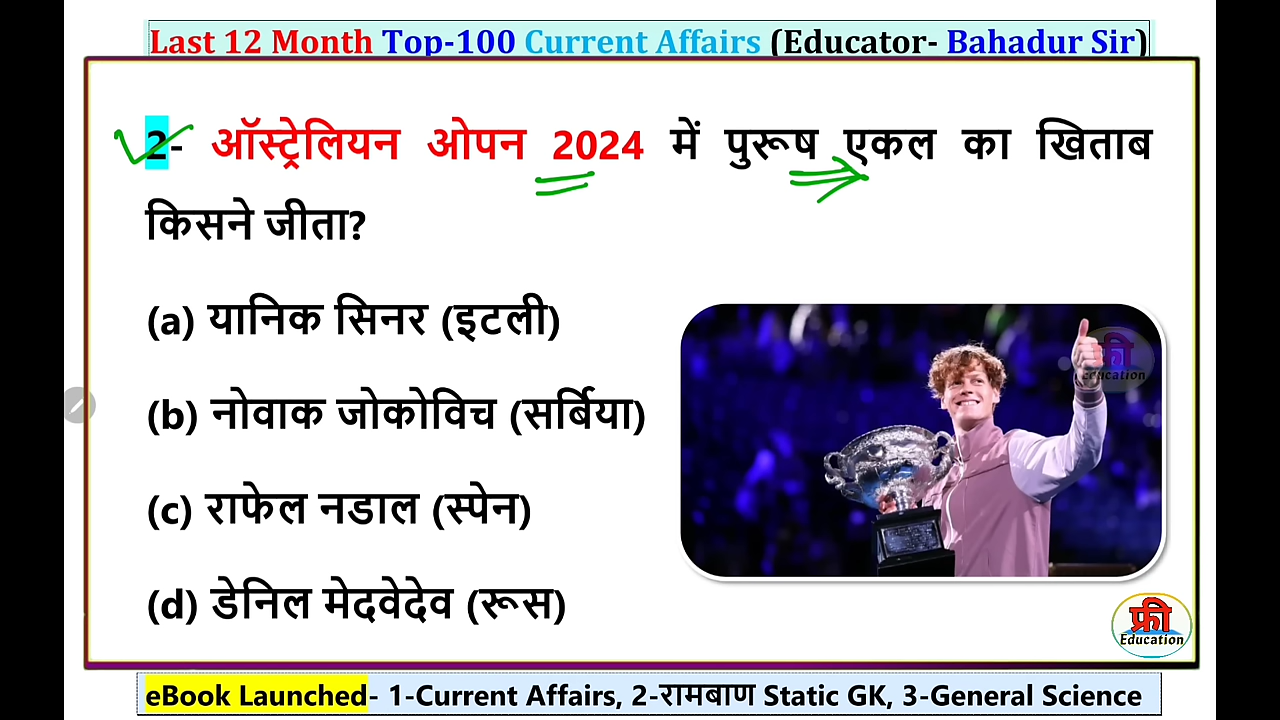 Last 12 Month Top-100 Current Affairs (Educator- Bahadur Sir)
2- ऑस्ट्रेलियन ओपन 2024 में पुरूष एकल का खिताब
किसने जीता?
(a) यानिक सिनर (इटली)
(b) नोवाक जोकोविच (सर्बिया)
(c) राफेल नडाल (स्पेन)
(d) डेनिल मेदवेदेव (रूस)
फ्री
Education
फ्री
Education
eBook Launched- 1-Current Affairs, 2-रामबाण Static GK, 3-General Science